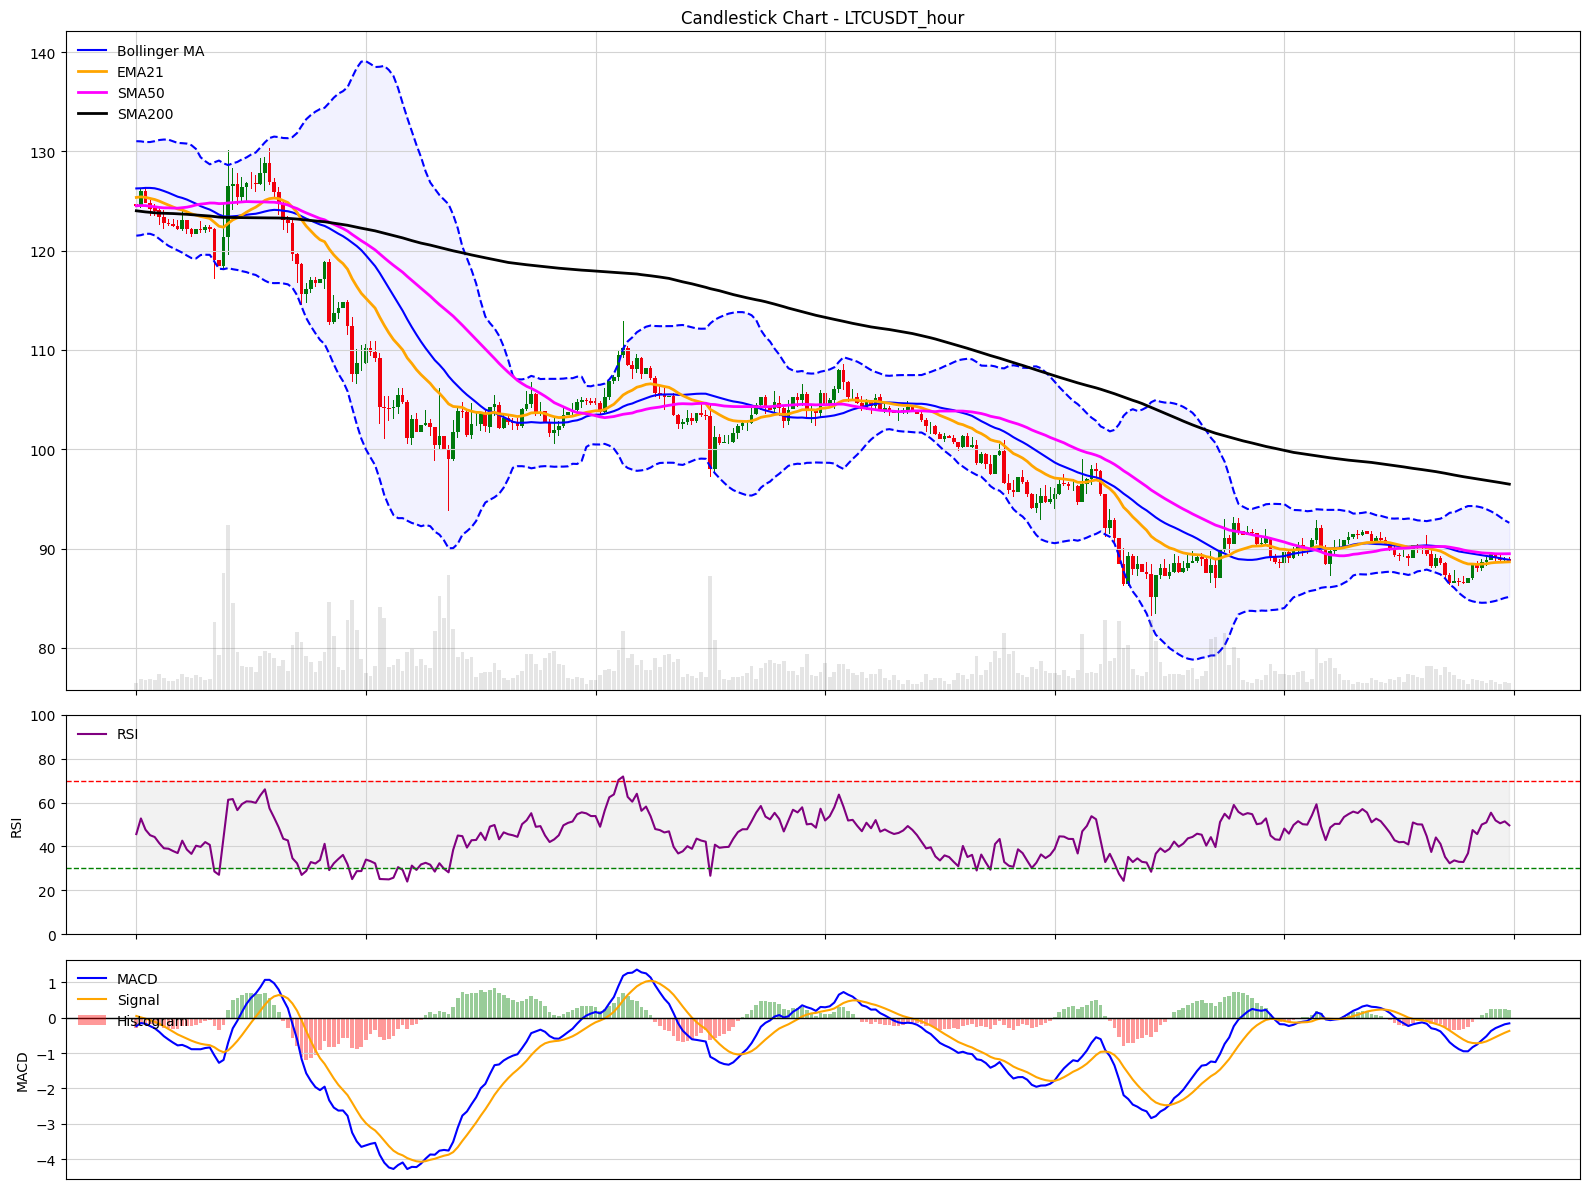 Candlestick Chart - LTCUSDT_hour
Bollinger MA
EMA21
SMA50
SMA200
140
130
120
110
100
90
80
RSI
100
80
60
40
20
0
RSI
MACD
Signal
Histogram
1
0
−1
−2
−3
−4
MACD